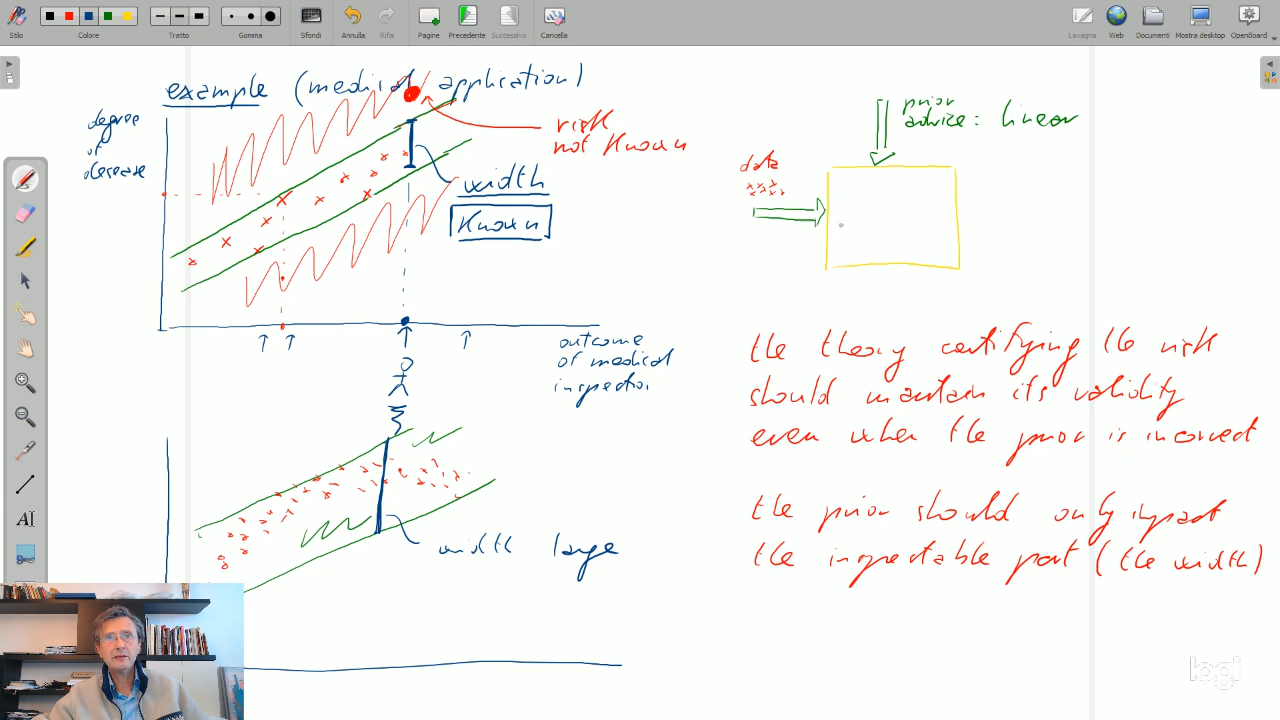 Stilo
Colore
Tratto
Gomma
Sfondi
Annulla
Rifai
Pagine
Precedente
Successivo
Cancella
Lavagna
Web
Documenti
Mostra desktop
OpenBoard
example (medical application)
degree
of
desease
risk
not known
width
Known
outcome
of medical
inspection
width large
prior
advice: linear
data
the theory certifying the risk
should maintain its validity
even when the prior is incorrect
the prior should only impact
the inspectable part (the width)
logi